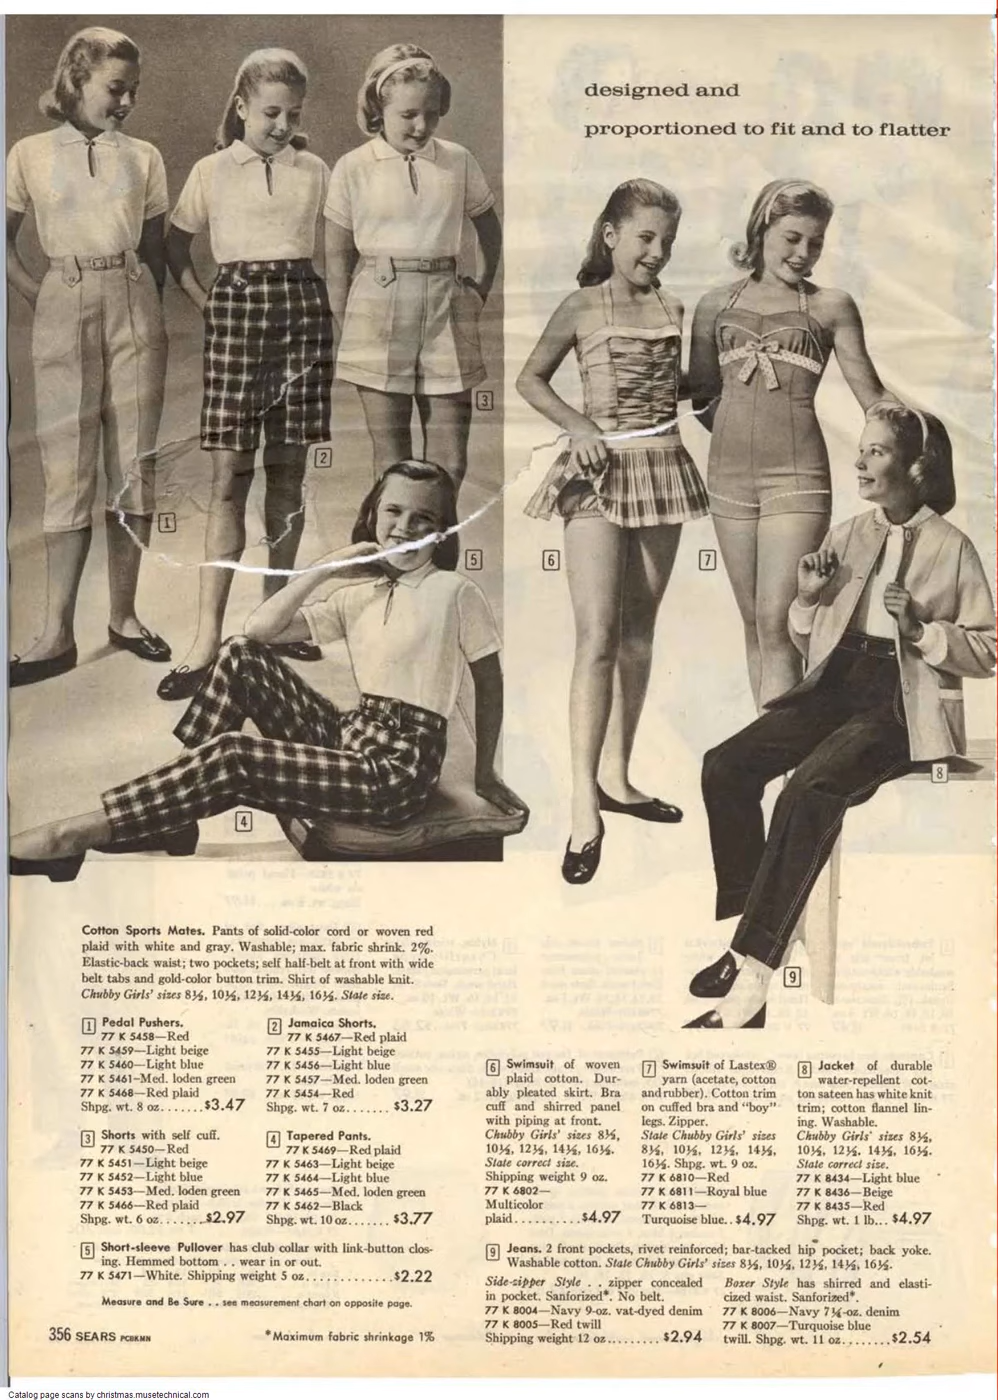 designed and
proportioned to fit and to flatter
1
2
3
4
5
6
7
8
9
Cotton Sports Mates. Pants of solid-color cord or woven red
plaid with white and gray. Washable; max. fabric shrink. 2%.
Elastic-back waist; two pockets; self half-belt at front with wide
belt tabs and gold-color button trim. Shirt of washable knit.
Chubby Girls' sizes 8½, 10½, 12½, 14½, 16½. State size.
1 Pedal Pushers.
77 K 5458—Red
77 K 5459—Light beige
77 K 5460—Light blue
77 K 5461-Med. loden green
77 K 5468—Red plaid
Shpg. wt. 8 oz.......$3.47
2 Jamaica Shorts.
77 K 5467—Red plaid
77 K 5455—Light beige
77 K 5456—Light blue
77 K 5457—Med. loden green
77 K 5454—Red
Shpg. wt. 7 oz....... $3.27
3 Shorts with self cuff.
77 K 5450—Red
77 K 5451—Light beige
77 K 5452—Light blue
77 K 5453—Med. loden green
77 K 5466—Red plaid
Shpg. wt. 6 oz.......$2.97
4 Tapered Pants.
77 K 5469—Red plaid
77 K 5463—Light beige
77 K 5464—Light blue
77 K 5465—Med. loden green
77 K 5462—Black
Shpg. wt. 10 oz....... $3.77
5 Short-sleeve Pullover has club collar with link-button clos-
ing. Hemmed bottom . . wear in or out.
77 K 5471—White. Shipping weight 5 oz.............$2.22
Measure and Be Sure . . see measurement chart on opposite page.
356 SEARS PCBKMN
*Maximum fabric shrinkage 1%
6 Swimsuit of woven
plaid cotton. Dur-
ably pleated skirt. Bra
cuff and shirred panel
with piping at front.
Chubby Girls' sizes 8½,
10½, 12½, 14½, 16½.
State correct size.
Shipping weight 9 oz.
77 K 6802—
Multicolor
plaid..........$4.97
7 Swimsuit of Lastex®
yarn (acetate, cotton
and rubber). Cotton trim
on cuffed bra and "boy"
legs. Zipper.
State Chubby Girls' sizes
8½, 10½, 12½, 14½,
16½. Shpg. wt. 9 oz.
77 K 6810—Red
77 K 6811—Royal blue
77 K 6813—
Turquoise blue.. $4.97
8 Jacket of durable
water-repellent cot-
ton sateen has white knit
trim; cotton flannel lin-
ing. Washable.
Chubby Girls' sizes 8½,
10½, 12½. 14½, 16½.
State correct size.
77 K 8434—Light blue
77 K 8436—Beige
77 K 8435—Red
Shpg. wt. 1 lb... $4.97
9 Jeans. 2 front pockets, rivet reinforced; bar-tacked hip pocket; back yoke.
Washable cotton. State Chubby Girls' sizes 8½, 10½, 12½, 14½, 16½.
Side-zipper Style . . zipper concealed
in pocket. Sanforized*. No belt.
77 K 8004—Navy 9-oz. vat-dyed denim
77 K 8005—Red twill
Shipping weight 12 oz......... $2.94
Boxer Style has shirred and elasti-
cized waist. Sanforized*.
77 K 8006—Navy 7¼-oz. denim
77 K 8007—Turquoise blue
twill. Shpg. wt. 11 oz........$2.54
Catalog page scans by christmas.musetechnical.com